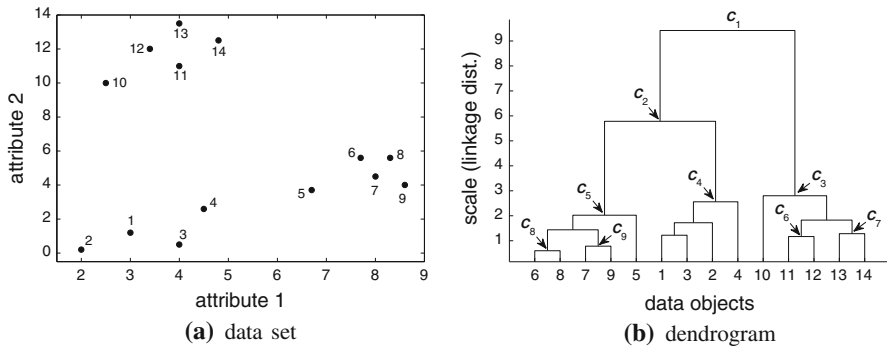 14
12
10
8
6
4
2
0
attribute 2
13
12
14
11
10
6
8
7
5
9
4
1
3
2
2 3 4 5 6 7 8 9
attribute 1
(a) data set
9
8
7
6
5
4
3
2
1
scale (linkage dist.)
C1
C2
C5
C4
C3
C8
C9
C6
C7
6 8 7 9 5 1 3 2 4 10 11 12 13 14
data objects
(b) dendrogram